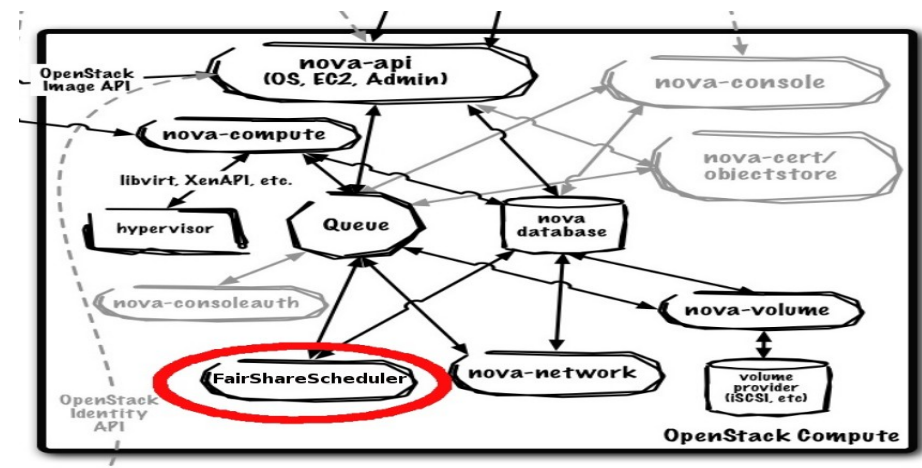 nova-api
(OS, EC2, Admin)
OpenStack
Image API
nova-console
nova-compute
nova-cert/
objectstore
libvirt, XenAPI, etc.
hypervisor
Queue
nova
database
nova-consoleauth
nova-volume
FairShareScheduler
nova-network
volume
provider
(iSCSI, etc)
OpenStack
Identity
API
OpenStack Compute